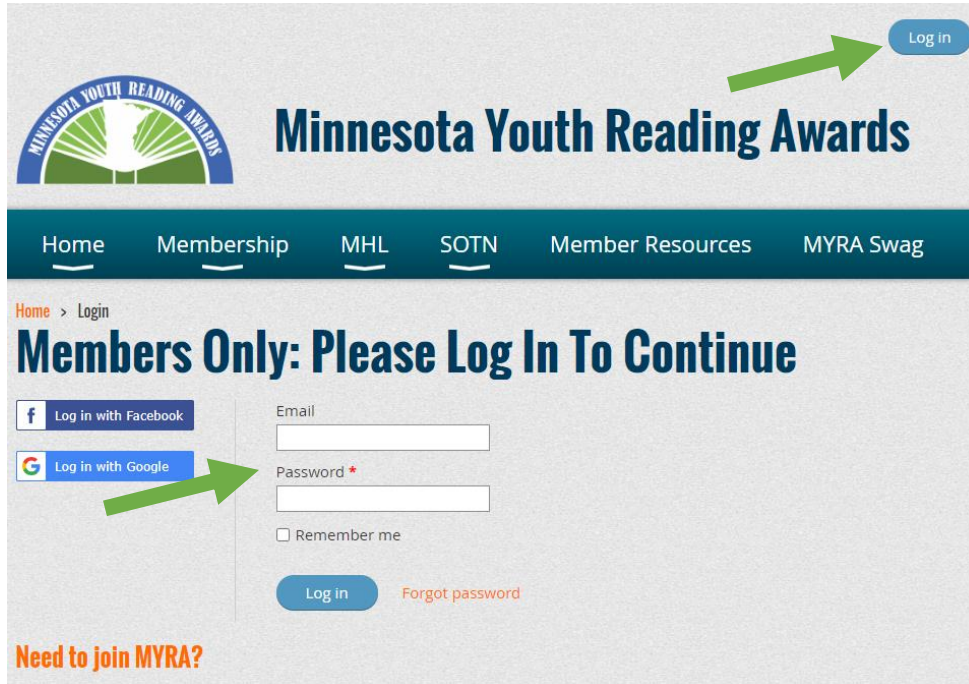 Log in
MINNESOTA YOUTH READING AWARDS
Minnesota Youth Reading Awards
Home Membership MHL SOTN Member Resources MYRA Swag
Home > Login
Members Only: Please Log In To Continue
f Log in with Facebook
G Log in with Google
Email
Password *
Remember me
Log in Forgot password
Need to join MYRA?